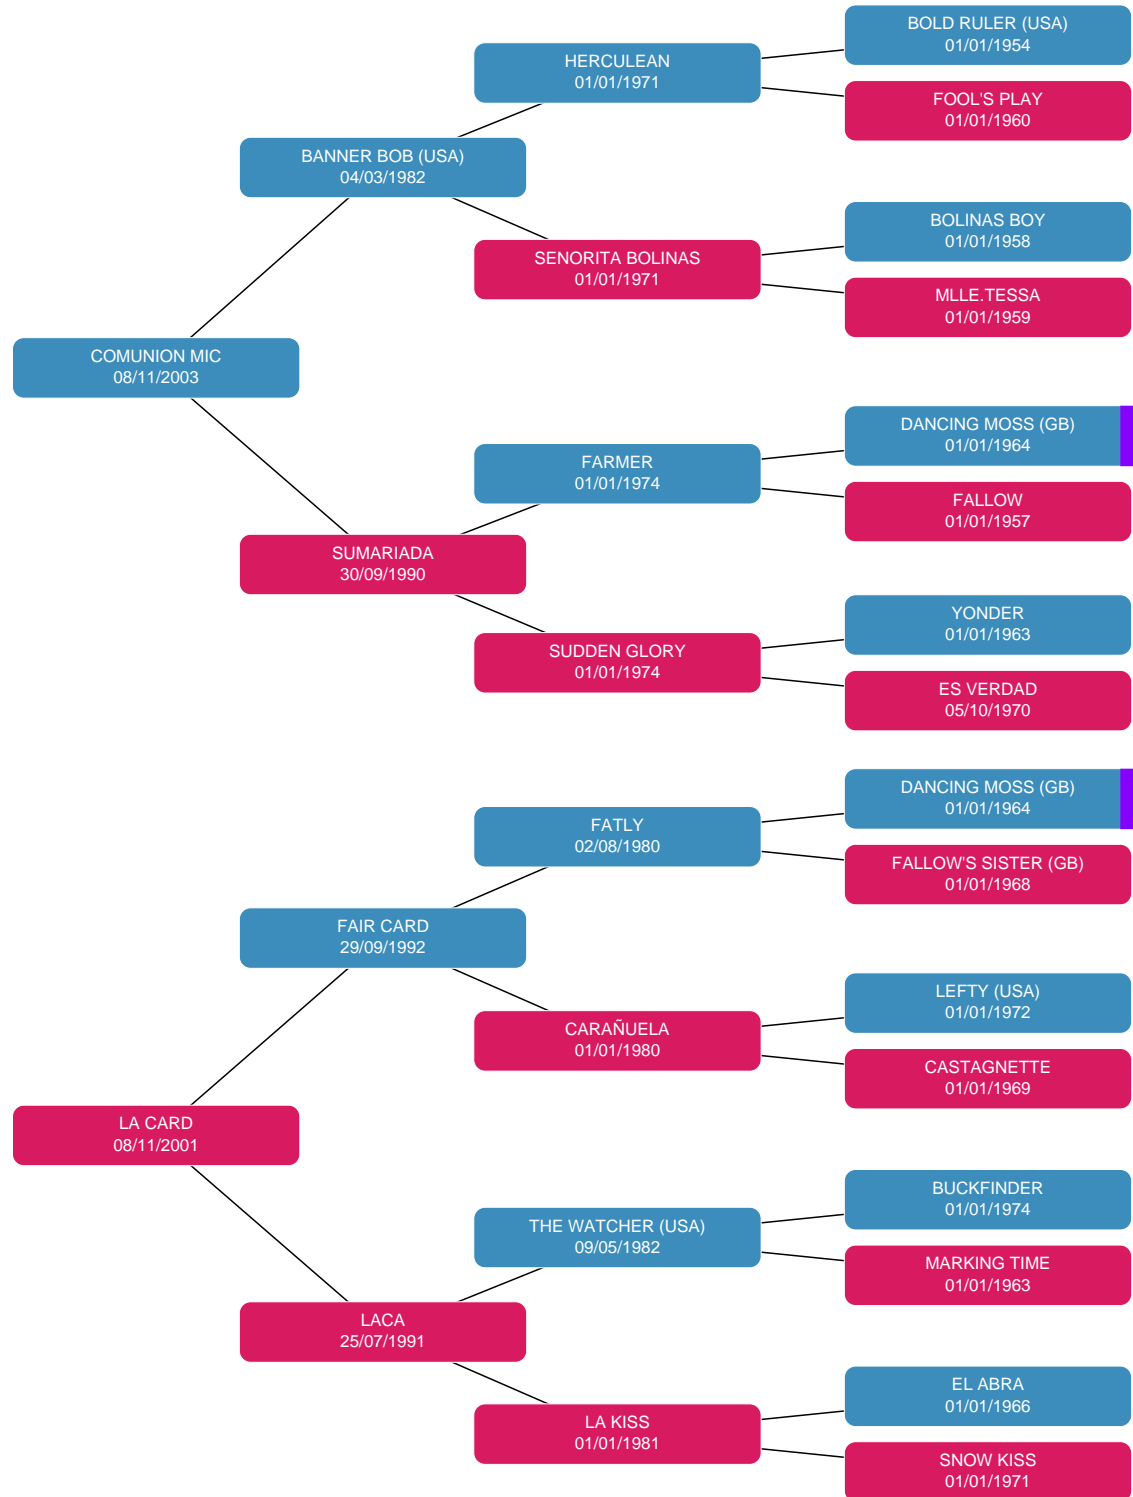 BOLD RULER (USA)
01/01/1954
HERCULEAN
01/01/1971
FOOL'S PLAY
01/01/1960
BANNER BOB (USA)
04/03/1982
BOLINAS BOY
01/01/1958
SENORITA BOLINAS
01/01/1971
MLLE.TESSA
01/01/1959
COMUNION MIC
08/11/2003
DANCING MOSS (GB)
01/01/1964
FARMER
01/01/1974
FALLOW
01/01/1957
SUMARIADA
30/09/1990
YONDER
01/01/1963
SUDDEN GLORY
01/01/1974
ES VERDAD
05/10/1970
DANCING MOSS (GB)
01/01/1964
FATLY
02/08/1980
FALLOW'S SISTER (GB)
01/01/1968
FAIR CARD
29/09/1992
LEFTY (USA)
01/01/1972
CARAÑUELA
01/01/1980
CASTAGNETTE
01/01/1969
LA CARD
08/11/2001
BUCKFINDER
01/01/1974
THE WATCHER (USA)
09/05/1982
MARKING TIME
01/01/1963
LACA
25/07/1991
EL ABRA
01/01/1966
LA KISS
01/01/1981
SNOW KISS
01/01/1971